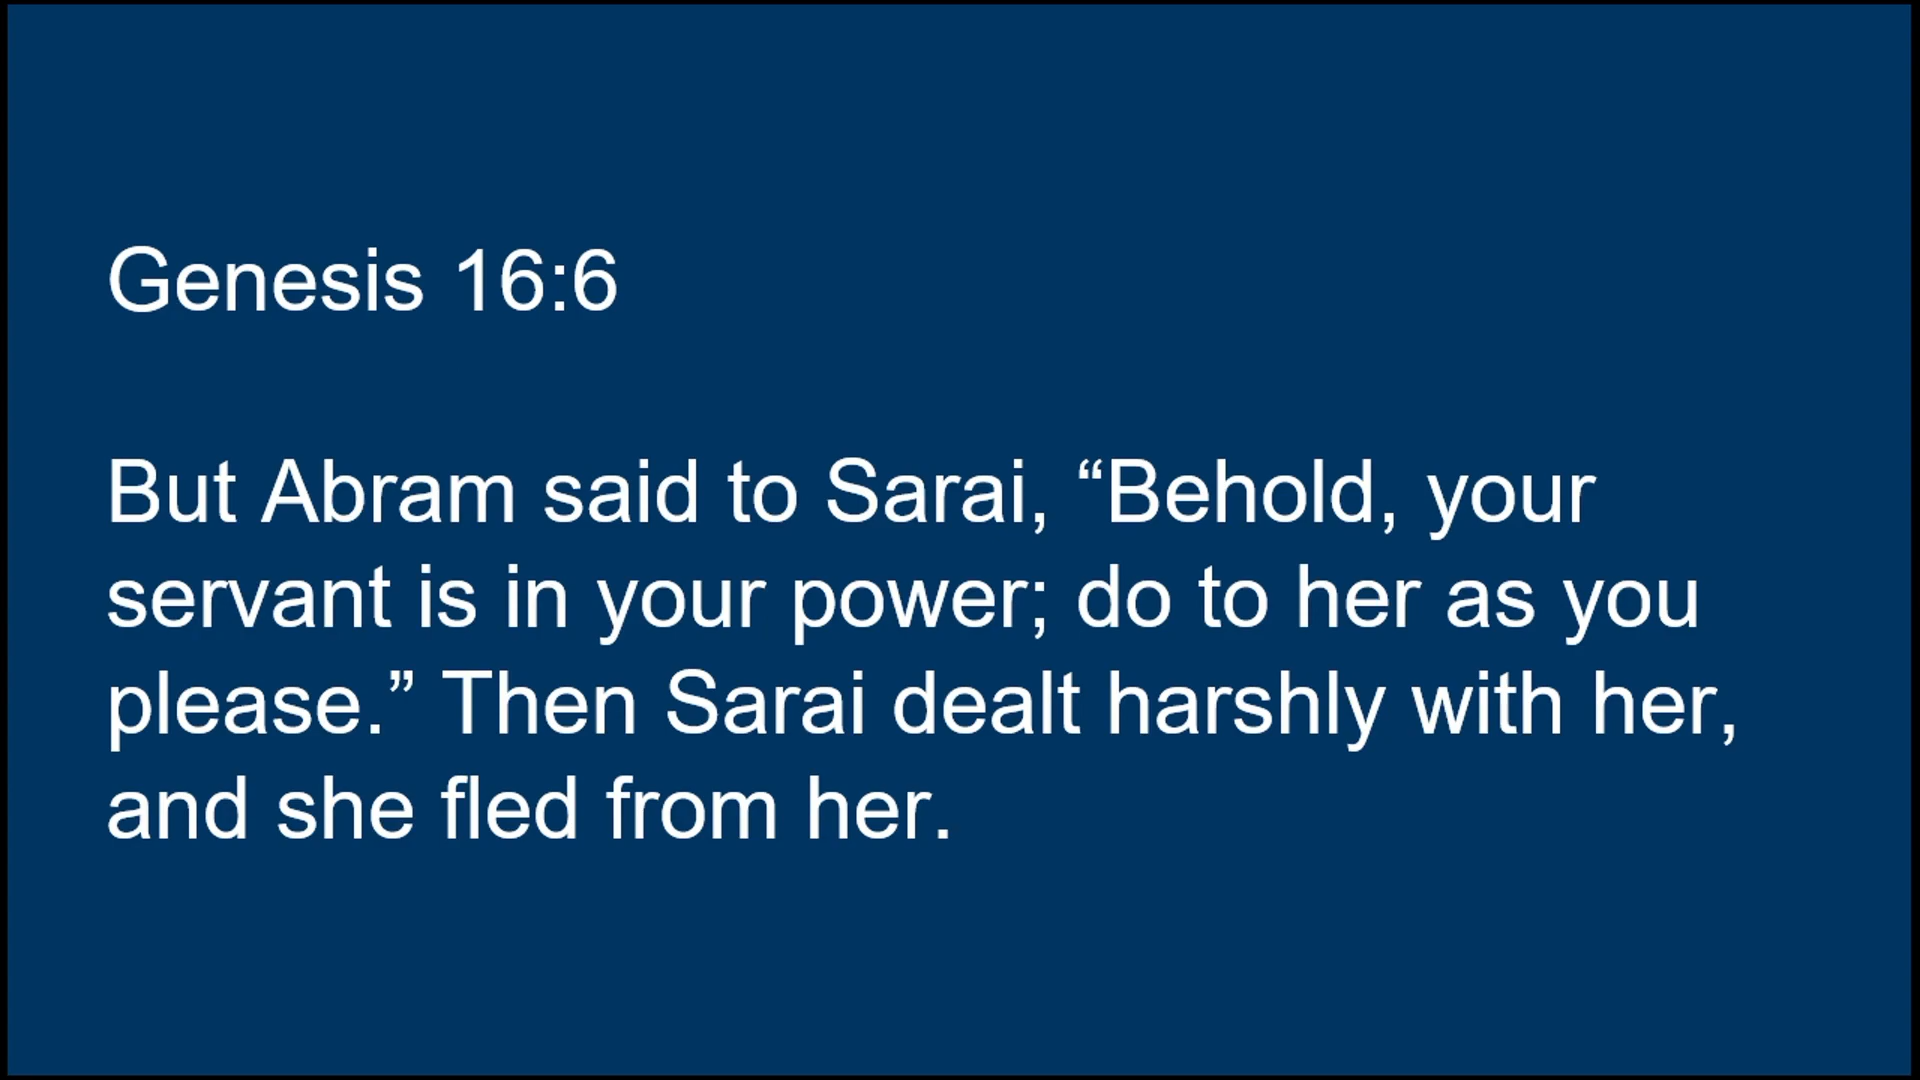 Genesis 16:6
But Abram said to Sarai, “Behold, your
servant is in your power; do to her as you
please.” Then Sarai dealt harshly with her,
and she fled from her.